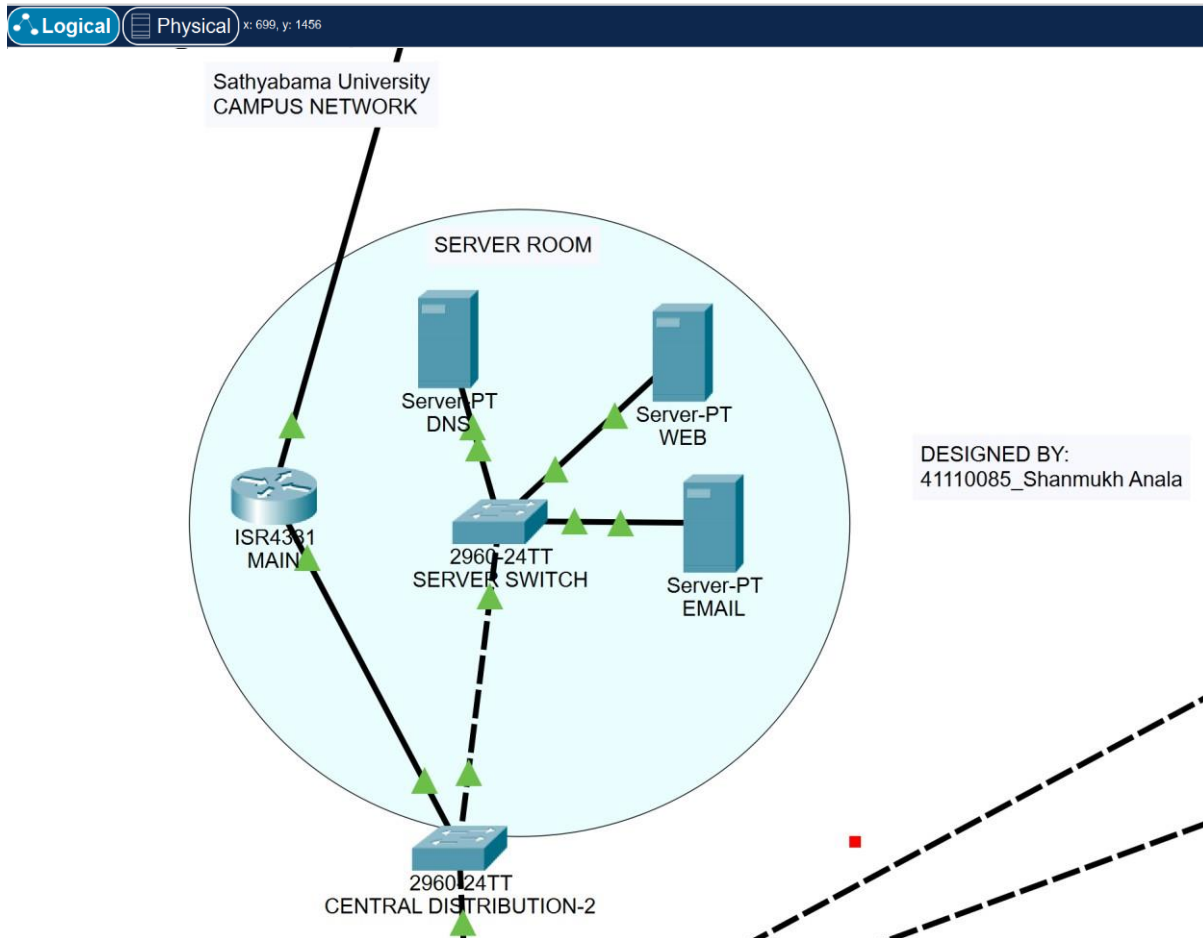 Logical Physical x: 699, y: 1456
Sathyabama University
CAMPUS NETWORK
SERVER ROOM
Server-PT
DNS
Server-PT
WEB
DESIGNED BY:
41110085_Shanmukh Anala
ISR4331
MAIN
2960-24TT
SERVER SWITCH
Server-PT
EMAIL
2960-24TT
CENTRAL DISTRIBUTION-2